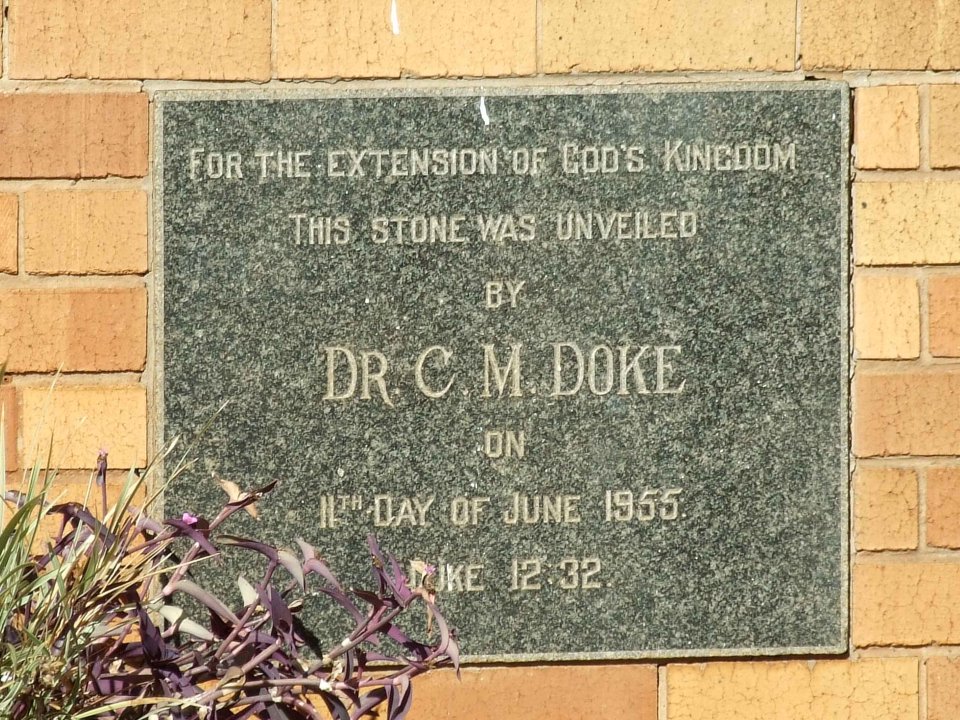 FOR THE EXTENSION OF GOD'S KINGDOM
THIS STONE WAS UNVEILED
BY
DR. C. M. DOKE
ON
11TH DAY OF JUNE 1955.
LUKE 12:32.